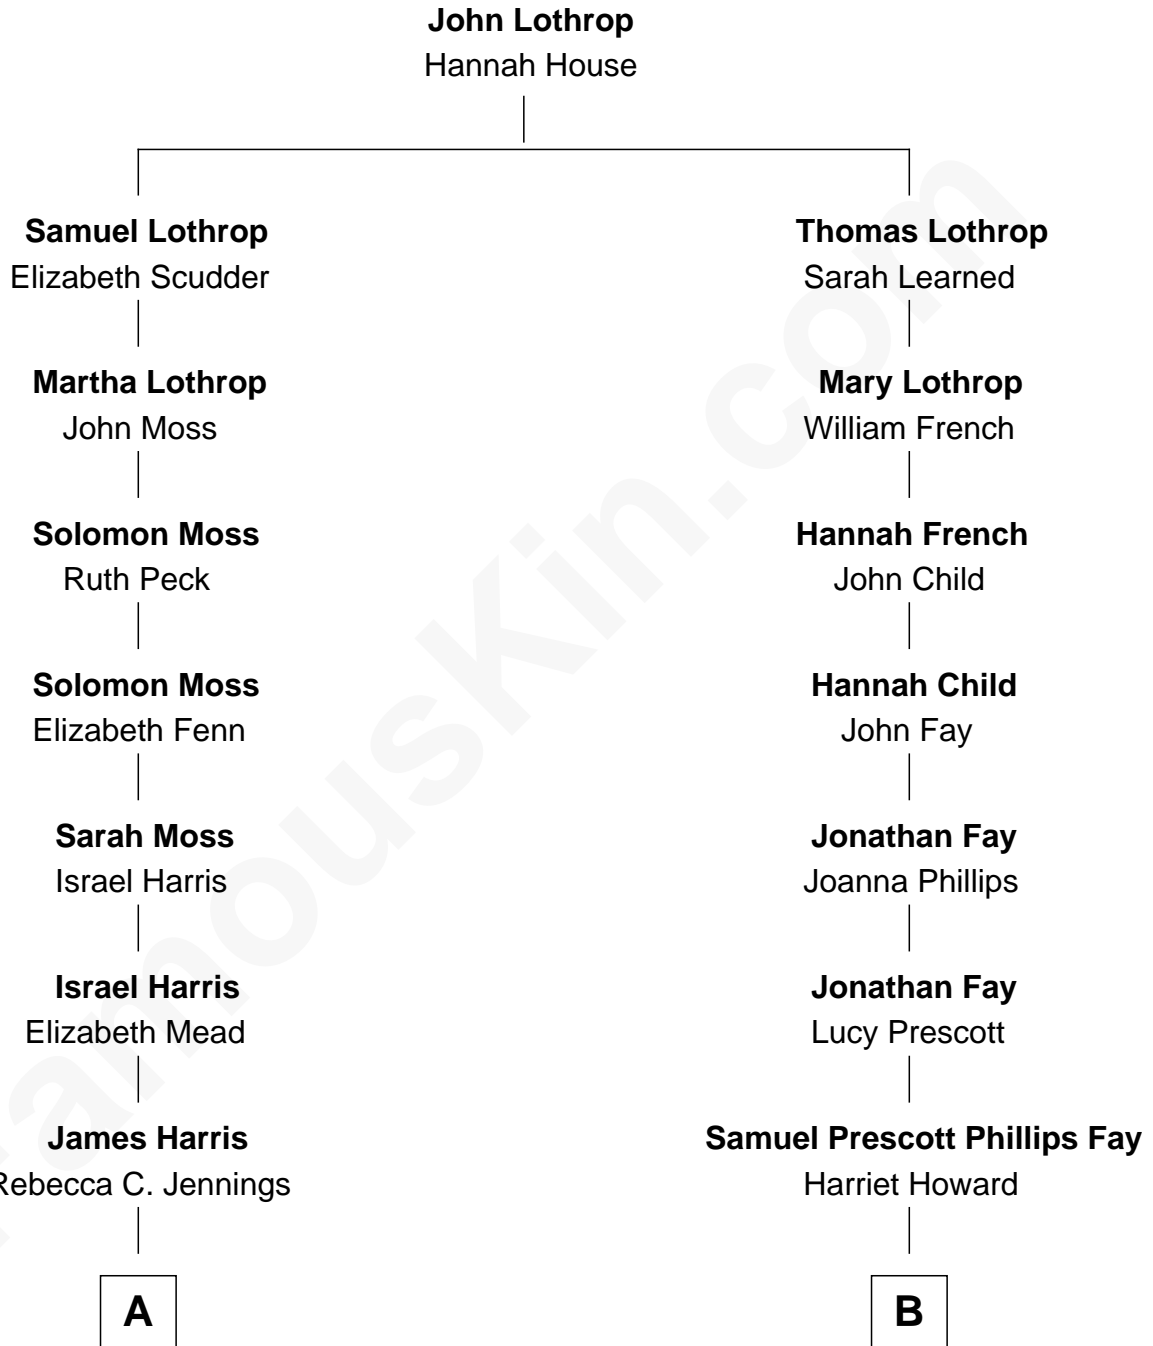 John Lothrop
Hannah House
Samuel Lothrop
Elizabeth Scudder
Thomas Lothrop
Sarah Learned
Martha Lothrop
John Moss
Mary Lothrop
William French
Solomon Moss
Ruth Peck
Hannah French
John Child
Solomon Moss
Elizabeth Fenn
Hannah Child
John Fay
Sarah Moss
Israel Harris
Jonathan Fay
Joanna Phillips
Israel Harris
Elizabeth Mead
Jonathan Fay
Lucy Prescott
James Harris
Rebecca C. Jennings
Samuel Prescott Phillips Fay
Harriet Howard
A
B
FamousKin.com